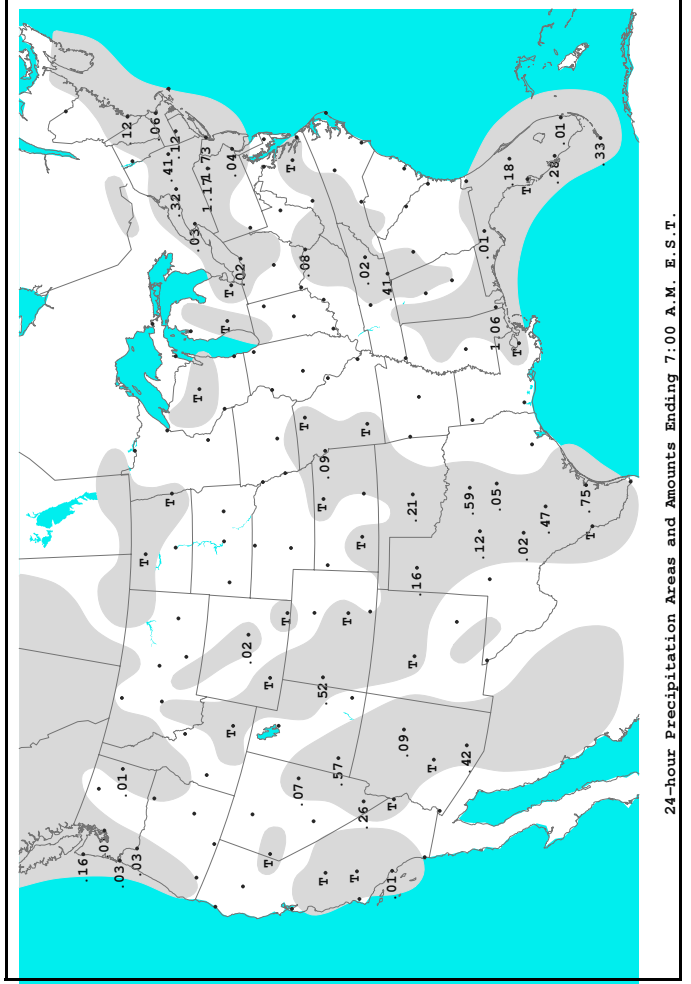 .16
.01
.03
.01
.12
.03
T
.06
.41
T
.12
.32
.03
T
1.17
1.73
T
T
T
.04
T
.02
.02
T
T
T
T
.07
.08
T
T
.52
T
T
.09
.57
T
T
T
.26
.02
T
.01
T
.41
.09
.21
T
.16
T
.42
.59
.12
.01
.05
1.06
.18
T
.02
T
T
.47
.28
.01
.75
T
.33
24-hour Precipitation Areas and Amounts Ending 7:00 A.M. E.S.T.